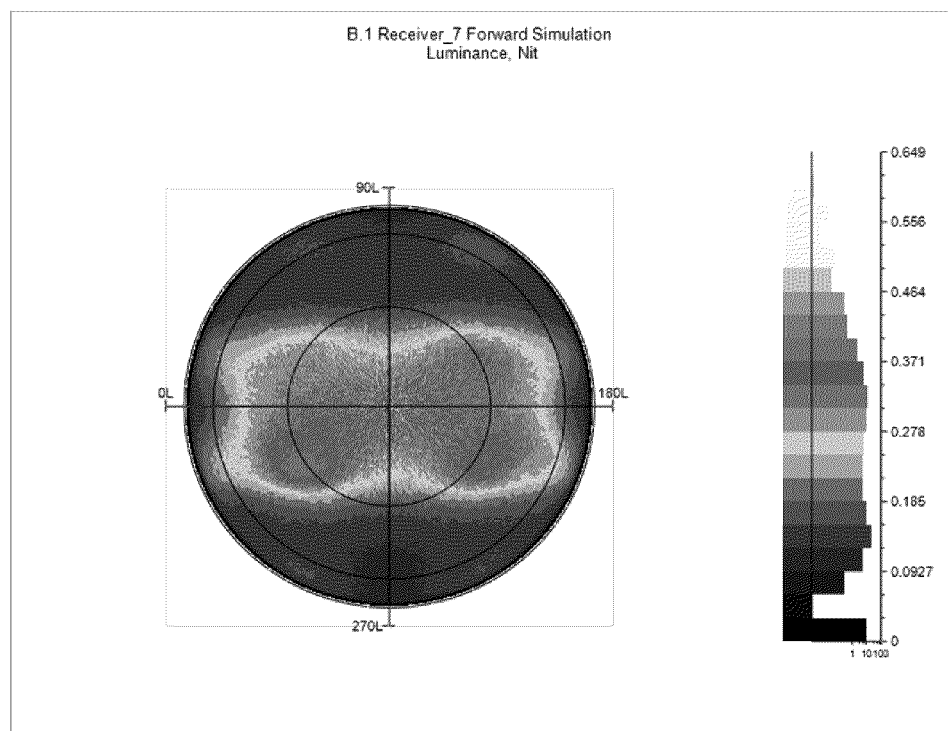 B.1 Receiver_7 Forward Simulation
Luminance, Nit
90L
0L
180L
270L
0.649
0.556
0.464
0.371
0.278
0.185
0.0927
0
1 10 100